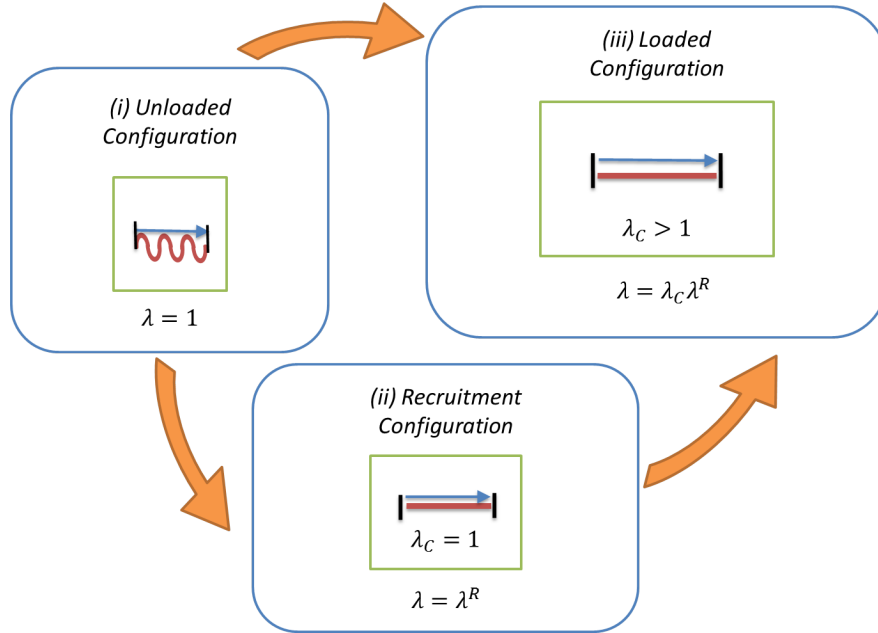 (i) Unloaded
Configuration
λ = 1
(ii) Recruitment
Configuration
λ_C = 1
λ = λ^R
(iii) Loaded
Configuration
λ_C > 1
λ = λ_C λ^R